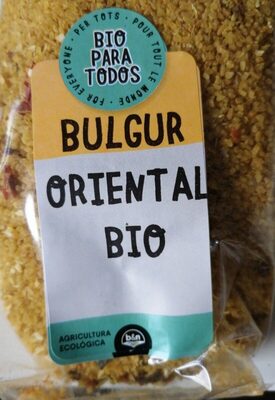 BIO
PARA
TODOS
FOR EVERYONE · PER TOTS · POUR TOUT LE MONDE ·
BULGUR
ORIENTAL
BIO
AGRICULTURA
ECOLÓGICA
b&n